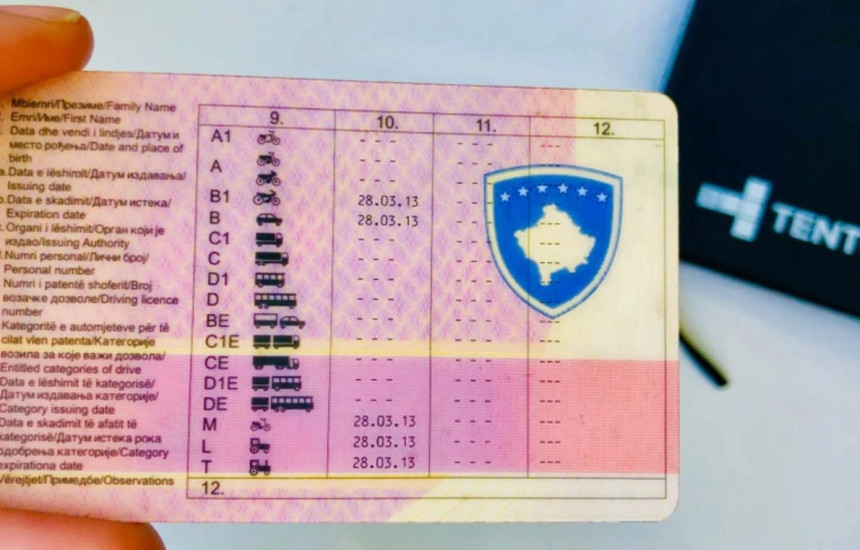 Mbiemri/Презиме/Family Name
Emri/Име/First Name
Data dhe vendi i lindjes/Датум и
место рођења/Date and place of
birth
Data e lëshimit/Датум издавања/
Issuing date
Data e skadimit/Датум истека/
Expiration date
Organi i lëshimit/Орган који је
издао/Issuing Authority
Numri personal/Лични број/
Personal number
Numri i patentë shoferit/Broj
возачке дозволе/Driving licence
number
Kategoritë e automjeteve për të
cilat vlen patenta/Категорије
возила за које важи дозвола/
Entitled categories of drive
Data e lëshimit të kategorisë/
Датум издавања категорије/
Category issuing date
Data e skadimit të afatit të
kategorisë/Датум истека рока
одобрења категорије/Category
expirationa date
Vërejtjet/Примедбе/Observations
9. 10. 11. 12.
A1 --- --- ---
A --- --- ---
--- --- ---
B1 28.03.13 --- ---
B 28.03.13 --- ---
C1 --- --- ---
C --- --- ---
D1 --- --- ---
D --- --- ---
BE --- --- ---
C1E --- --- ---
CE --- --- ---
D1E --- --- ---
DE --- --- ---
M 28.03.13 --- ---
L 28.03.13 --- ---
T 28.03.13 --- ---
12.
TENT